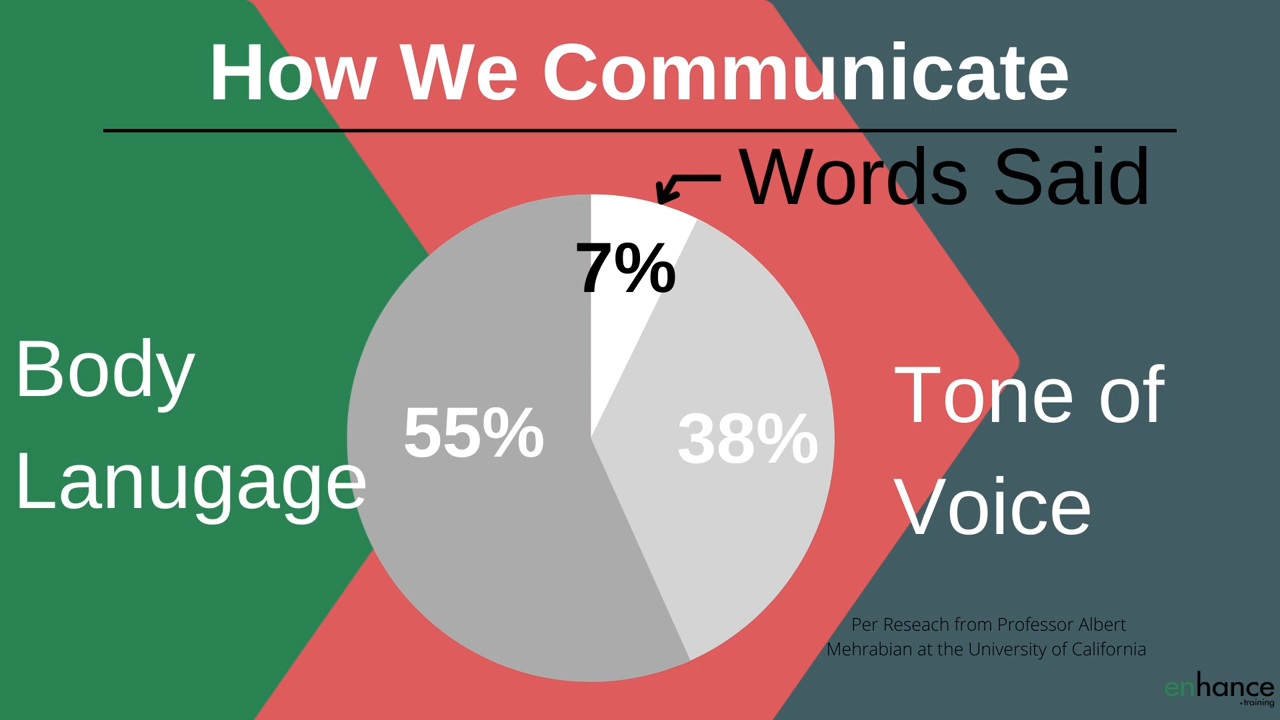 How We Communicate
Words Said
7%
Body
Lanugage
55%
38%
Tone of
Voice
Per Reseach from Professor Albert
Mehrabian at the University of California
enhance
•training